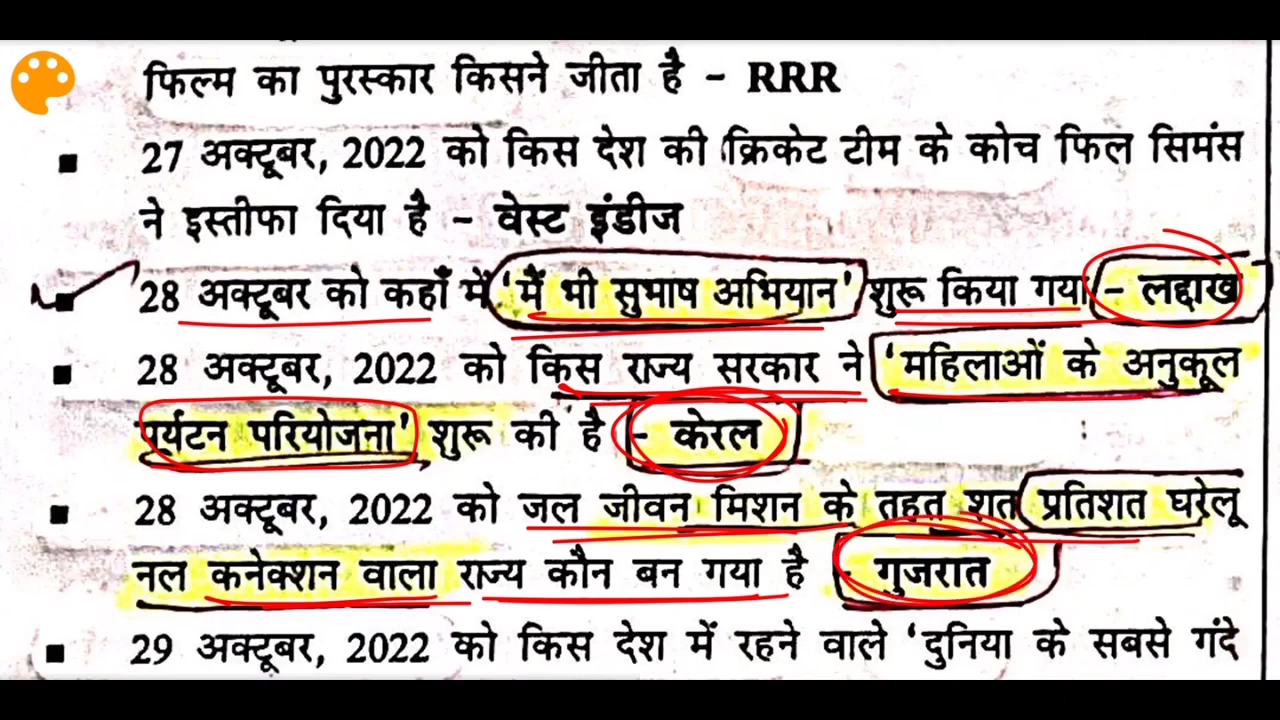 फिल्म का पुरस्कार किसने जीता है - RRR
27 अक्टूबर, 2022 को किस देश की क्रिकेट टीम के कोच फिल सिमंस
ने इस्तीफा दिया है - वेस्ट इंडीज
28 अक्टूबर को कहाँ में 'मैं भी सुभाष अभियान' शुरू किया गया - लद्दाख
28 अक्टूबर, 2022 को किस राज्य सरकार ने 'महिलाओं के अनुकूल
पर्यटन परियोजना' शुरू की है - केरल
28 अक्टूबर, 2022 को जल जीवन मिशन के तहत शत प्रतिशत घरेलू
नल कनेक्शन वाला राज्य कौन बन गया है - गुजरात
29 अक्टूबर, 2022 को किस देश में रहने वाले 'दुनिया के सबसे गंदे